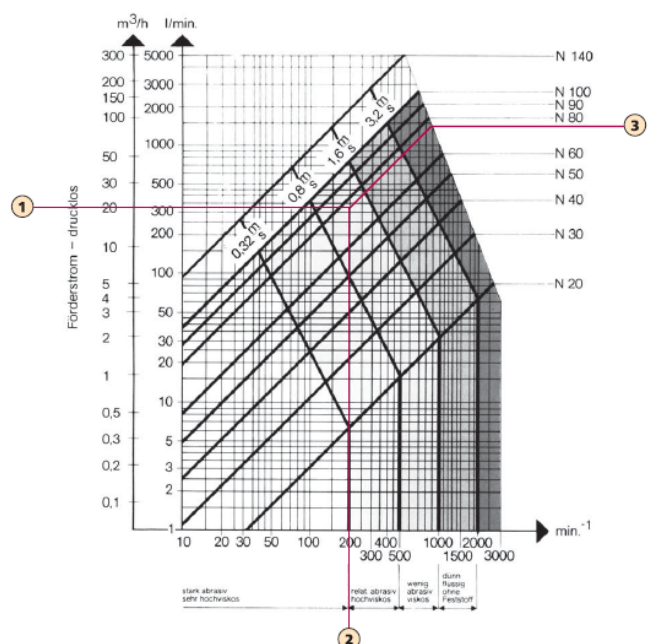 m³/h l/min.
300 5000
200 3000
150 2000
100 1000
50 500
30 300
20 200
10 100
5 50
4 30
3 20
2 10
1 5
0,5 3
0,3 2
0,2 1
0,1
Förderstrom – drucklos
0,32 m/s
0,8 m/s
1,6 m/s
3,2 m/s
N 140
N 100
N 90
N 80
N 60
N 50
N 40
N 30
N 20
1
3
10 20 30 50 100 200 400 1000 2000 min.⁻¹
300 500 1500 3000
stark abrasiv
sehr hochviskos
relat. abrasiv
hochviskos
wenig
abrasiv
viskos
dünn
flüssig
ohne
Feststoff
2